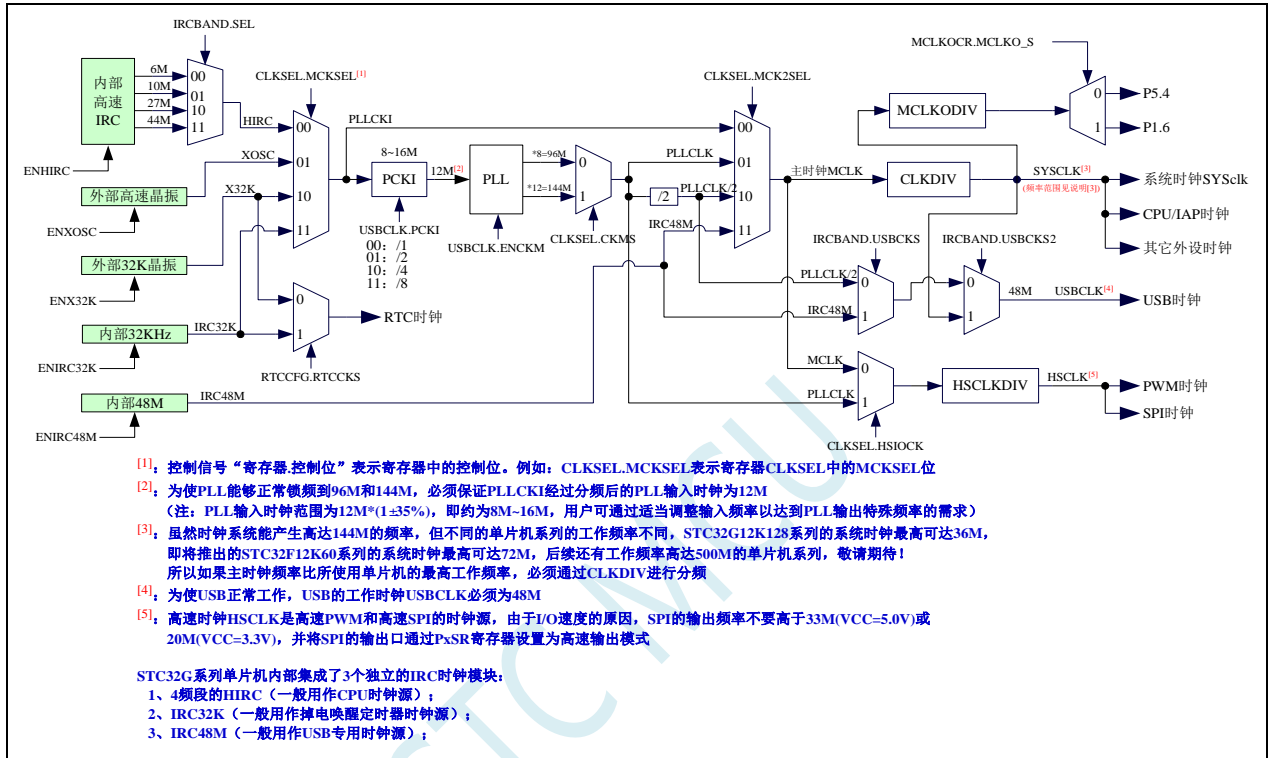 IRCBAND.SEL
MCLKOCR.MCLKO_S
内部
高速
IRC
6M
10M
27M
44M
00
01
10
11
HIRC
CLKSEL.MCKSEL[1]
00
01
10
11
ENHIRC
XOSC
外部高速晶振
ENXOSC
X32K
外部32K晶振
ENX32K
内部32KHz
IRC32K
ENIRC32K
内部48M
IRC48M
ENIRC48M
0
1
RTC时钟
RTCCFG.RTCCKS
PLLCKI
8~16M
PCKI
12M[2]
USBCLK.PCKI
00: /1
01: /2
10: /4
11: /8
PLL
USBCLK.ENCKM
*8=96M
*12=144M
0
1
CLKSEL.CKMS
CLKSEL.MCK2SEL
PLLCLK
/2
PLLCLK/2
IRC48M
00
01
10
11
主时钟MCLK
CLKDIV
MCLKODIV
0
1
P5.4
P1.6
SYSCLK[3]
(频率范围见说明[3])
系统时钟SYSclk
CPU/IAP时钟
其它外设时钟
IRCBAND.USBCKS
IRCBAND.USBCKS2
PLLCLK/2
IRC48M
0
1
0
1
48M
USBCLK[4]
USB时钟
MCLK
PLLCLK
0
1
CLKSEL.HSIOCK
HSCLKDIV
HSCLK[5]
PWM时钟
SPI时钟
[1]：控制信号“寄存器.控制位”表示寄存器中的控制位。例如：CLKSEL.MCKSEL表示寄存器CLKSEL中的MCKSEL位
[2]：为使PLL能够正常锁频到96M和144M，必须保证PLLCKI经过分频后的PLL输入时钟为12M
（注：PLL输入时钟范围为12M*(1±35%)，即约为8M~16M，用户可通过适当调整输入频率以达到PLL输出特殊频率的需求）
[3]：虽然时钟系统能产生高达144M的频率，但不同的单片机系列的工作频率不同，STC32G12K128系列的系统时钟最高可达36M，
即将推出的STC32F12K60系列的系统时钟最高可达72M，后续还有工作频率高达500M的单片机系列，敬请期待！
所以如果主时钟频率比所使用单片机的最高工作频率，必须通过CLKDIV进行分频
[4]：为使USB正常工作，USB的工作时钟USBCLK必须为48M
[5]：高速时钟HSCLK是高速PWM和高速SPI的时钟源，由于I/O速度的原因，SPI的输出频率不要高于33M(VCC=5.0V)或
20M(VCC=3.3V)，并将SPI的输出口通过PxSR寄存器设置为高速输出模式
STC32G系列单片机内部集成了3个独立的IRC时钟模块：
1、4频段的HIRC（一般用作CPU时钟源）；
2、IRC32K（一般用作掉电唤醒定时器时钟源）；
3、IRC48M（一般用作USB专用时钟源）；
STC MCU